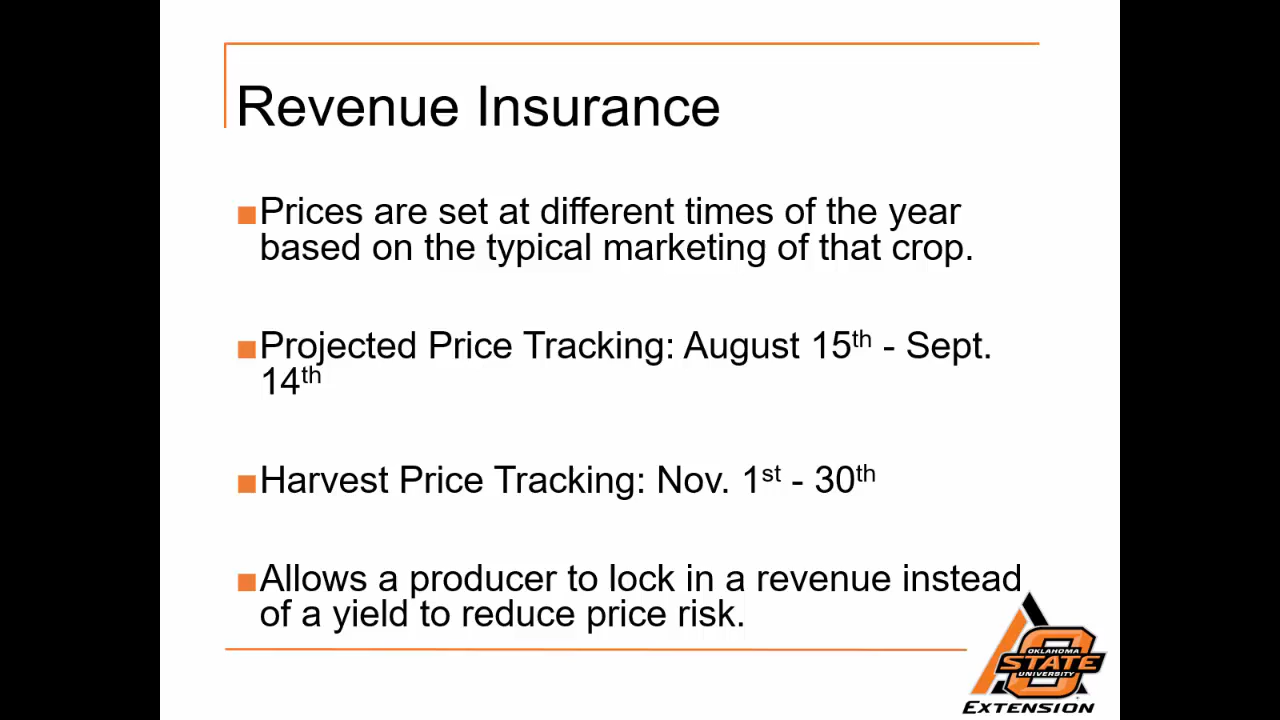 Revenue Insurance
■Prices are set at different times of the year
based on the typical marketing of that crop.
■Projected Price Tracking: August 15th - Sept.
14th
■Harvest Price Tracking: Nov. 1st - 30th
■Allows a producer to lock in a revenue instead
of a yield to reduce price risk.
OKLAHOMA
STATE
UNIVERSITY
EXTENSION